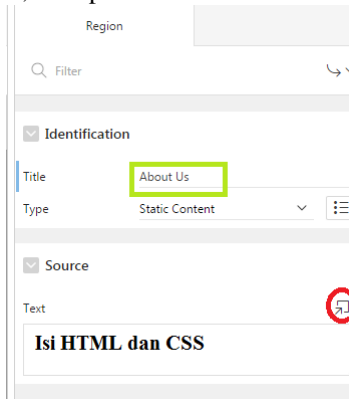 Region
Filter
Identification
Title About Us
Type Static Content
Source
Text
Isi HTML dan CSS